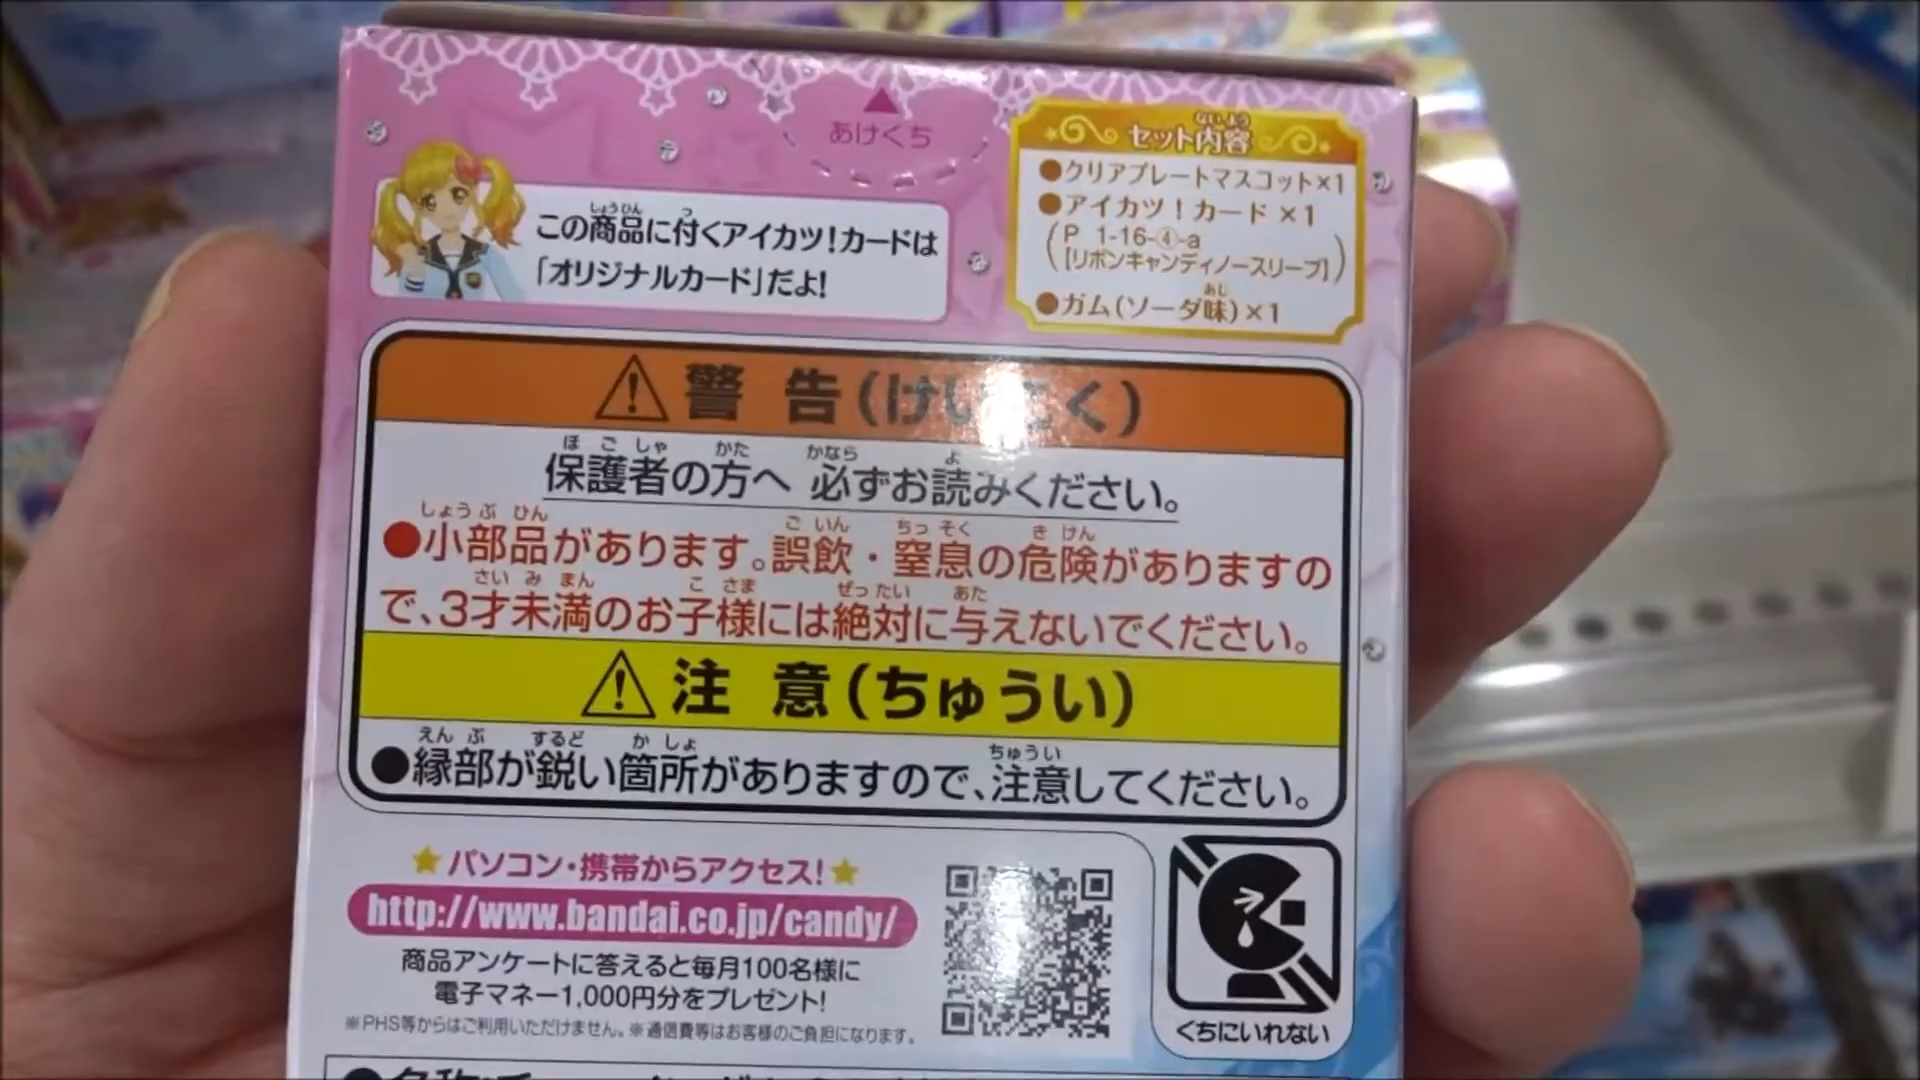 あけくち
この商品に付くアイカツ!カードは
「オリジナルカード」だよ!
セット内容
●クリアプレートマスコット×1
●アイカツ!カード ×1
(P 1-16-④-a
[リボンキャンディノースリーブ])
●ガム(ソーダ味)×1
⚠警告(けいこく)
保護者の方へ 必ずお読みください。
●小部品があります。誤飲・窒息の危険がありますの
で、3才未満のお子様には絶対に与えないでください。
⚠注意(ちゅうい)
●縁部が鋭い箇所がありますので、注意してください。
★パソコン・携帯からアクセス!★
http://www.bandai.co.jp/candy/
商品アンケートに答えると毎月100名様に
電子マネー1,000円分をプレゼント!
※PHS等からはご利用いただけません。※通信費等はお客様のご負担になります。
くちにいれない